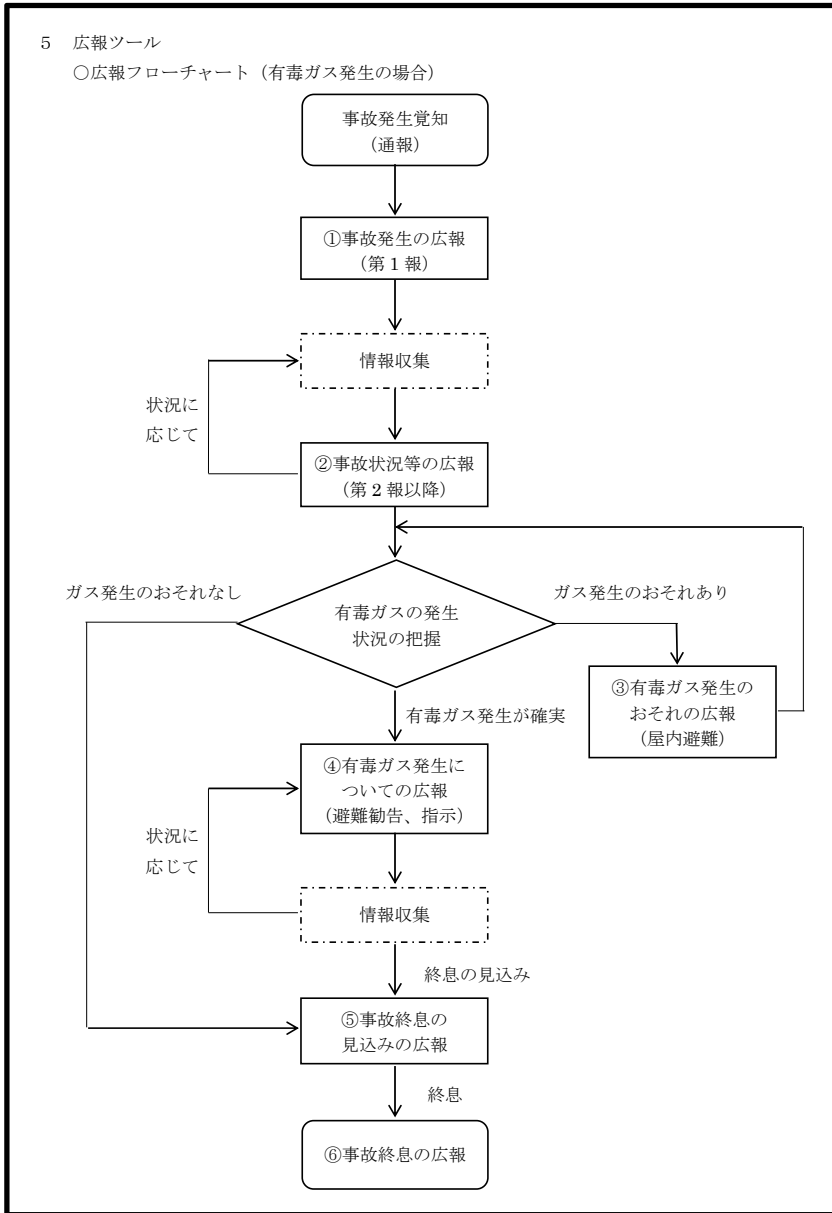 5 広報ツール
○広報フローチャート（有毒ガス発生の場合）
事故発生覚知
（通報）
①事故発生の広報
（第1報）
情報収集
状況に
応じて
②事故状況等の広報
（第2報以降）
ガス発生のおそれなし
ガス発生のおそれあり
有毒ガスの発生
状況の把握
③有毒ガス発生の
おそれの広報
（屋内避難）
有毒ガス発生が確実
④有毒ガス発生に
ついての広報
（避難勧告、指示）
状況に
応じて
情報収集
終息の見込み
⑤事故終息の
見込みの広報
終息
⑥事故終息の広報